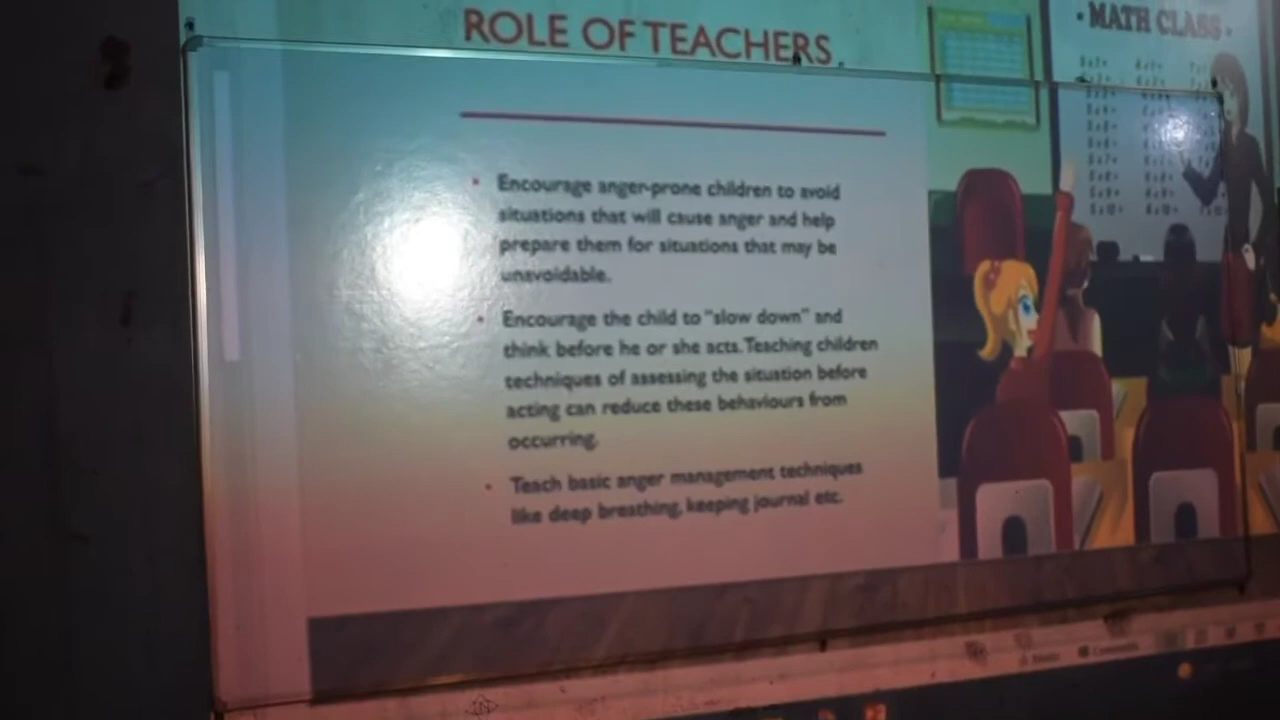 ROLE OF TEACHERS
- MATH CLASS -
• Encourage anger-prone children to avoid
situations that will cause anger and help
prepare them for situations that may be
unavoidable.
• Encourage the child to "slow down" and
think before he or she acts. Teaching children
techniques of assessing the situation before
acting can reduce these behaviours from
occurring.
• Teach basic anger management techniques
like deep breathing, keeping journal etc.